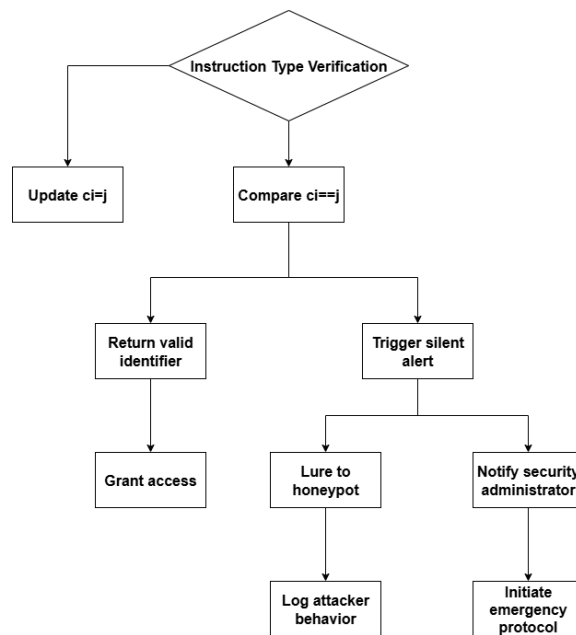 Instruction Type Verification
Update ci=j
Compare ci==j
Return valid
identifier
Trigger silent
alert
Grant access
Lure to
honeypot
Notify security
administrator
Log attacker
behavior
Initiate
emergency
protocol